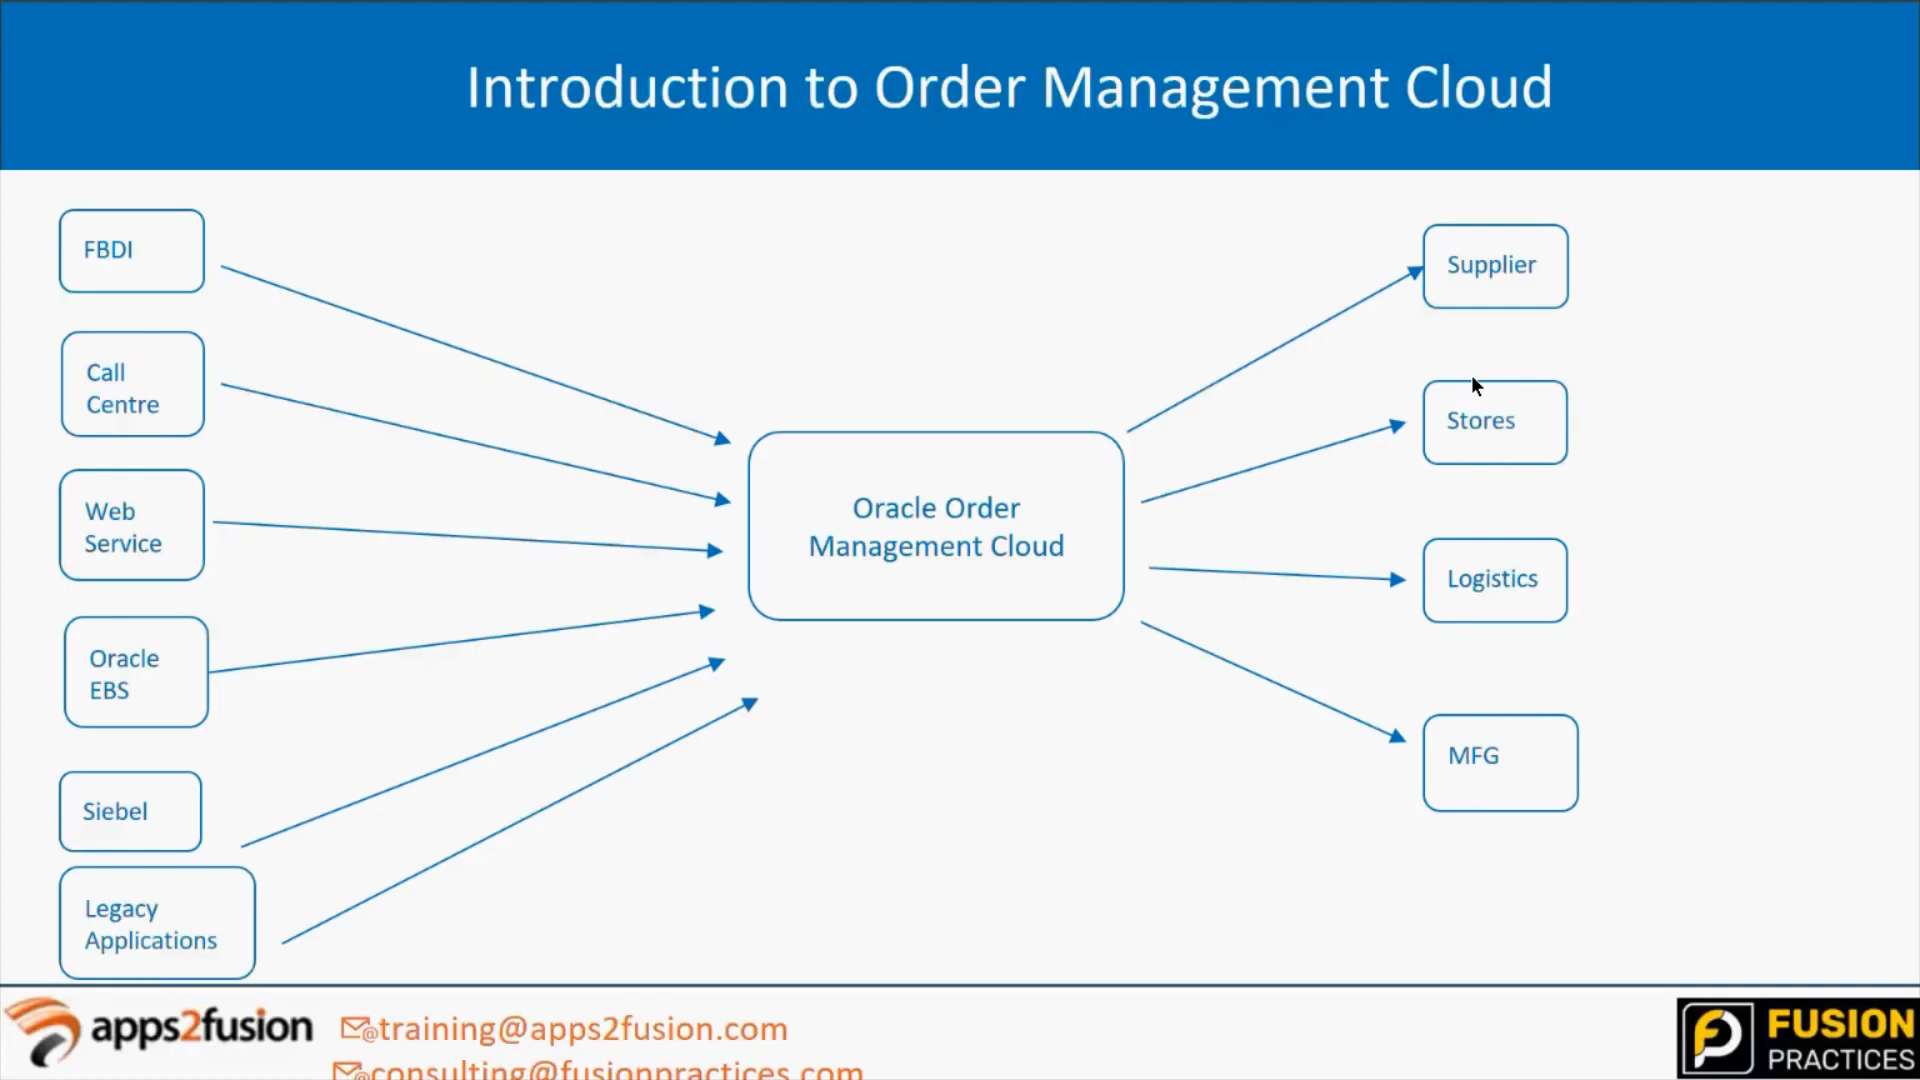 Introduction to Order Management Cloud
FBDI
Call
Centre
Web
Service
Oracle
EBS
Siebel
Legacy
Applications
Oracle Order
Management Cloud
Supplier
Stores
Logistics
MFG
apps2fusion
training@apps2fusion.com
consulting@fusionpractices.com
FUSION
PRACTICES